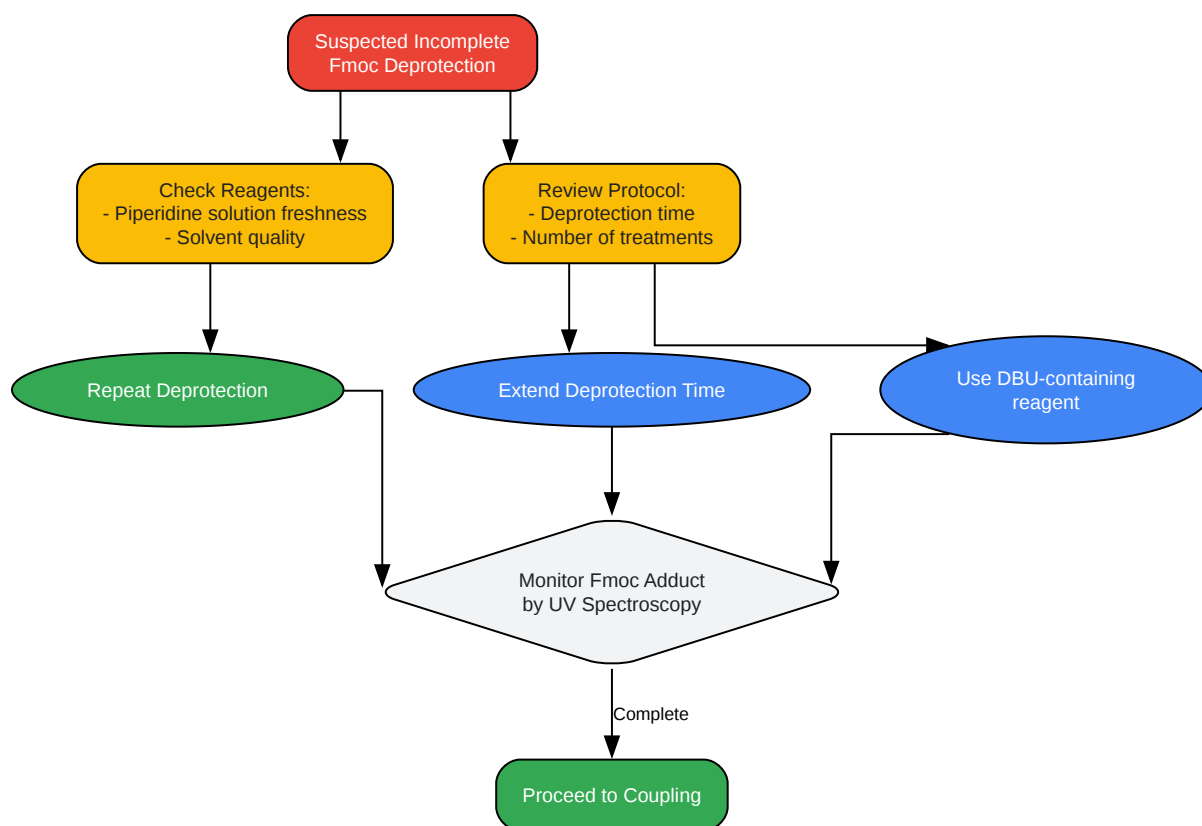 Suspected Incomplete
Fmoc Deprotection
Check Reagents:
- Piperidine solution freshness
- Solvent quality
Review Protocol:
- Deprotection time
- Number of treatments
Repeat Deprotection
Extend Deprotection Time
Use DBU-containing
reagent
Monitor Fmoc Adduct
by UV Spectroscopy
Complete
Proceed to Coupling